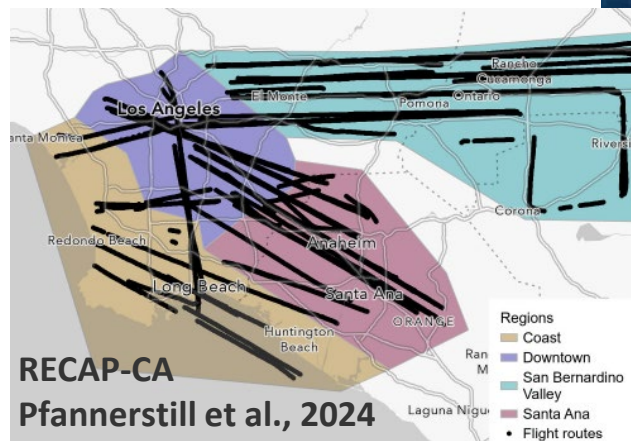 Rancho
Cucamonga
El Monte
Ontario
Pomona
Los Angeles
anta Monica
Riversi
Corona
Redondo Beach
Anaheim
Long Beach
Santa Ana
ORANGE
Huntington
Beach
Ran
M
Laguna Nigu
RECAP-CA
Pfannerstill et al., 2024
Regions
Coast
Downtown
San Bernardino
Valley
Santa Ana
Flight routes